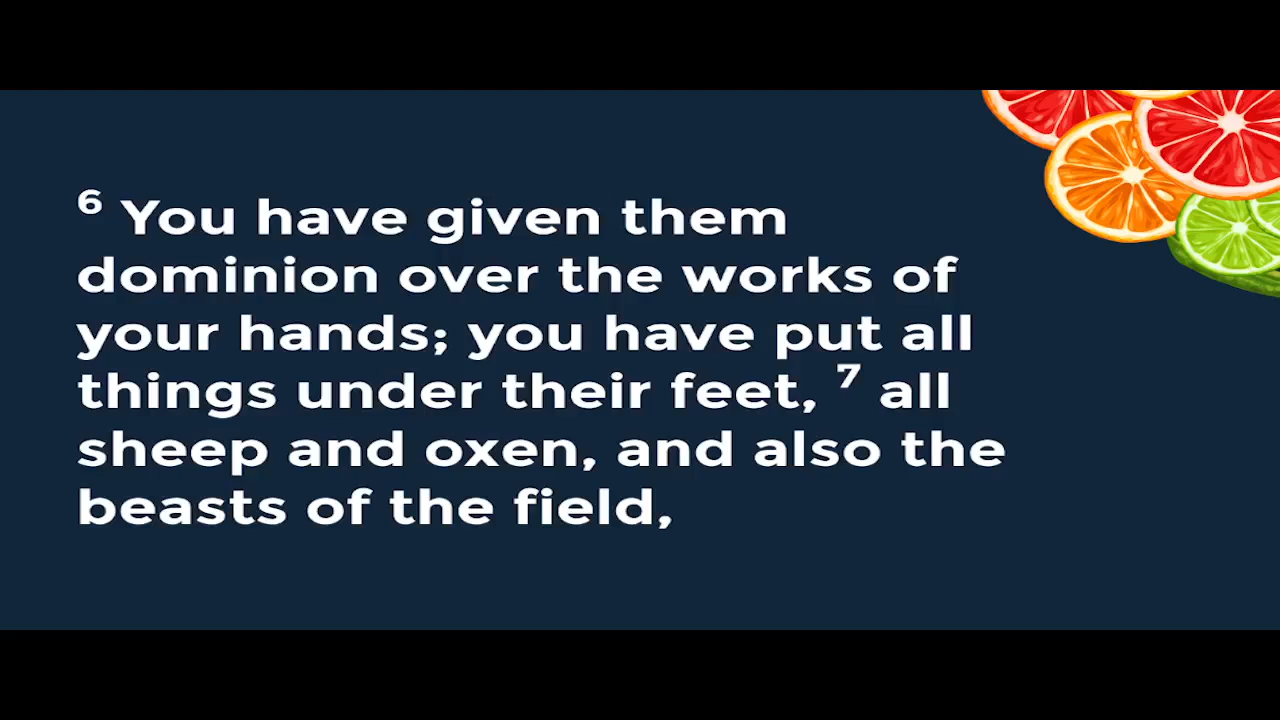 ⁶ You have given them
dominion over the works of
your hands; you have put all
things under their feet, ⁷ all
sheep and oxen, and also the
beasts of the field,